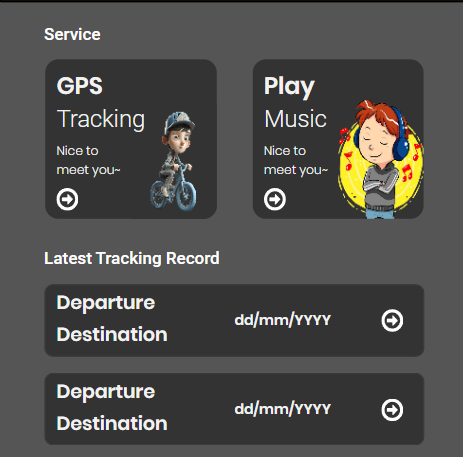 Service
GPS
Tracking
Nice to
meet you~
Play
Music
Nice to
meet you~
Latest Tracking Record
Departure
Destination
dd/mm/YYYY
Departure
Destination
dd/mm/YYYY